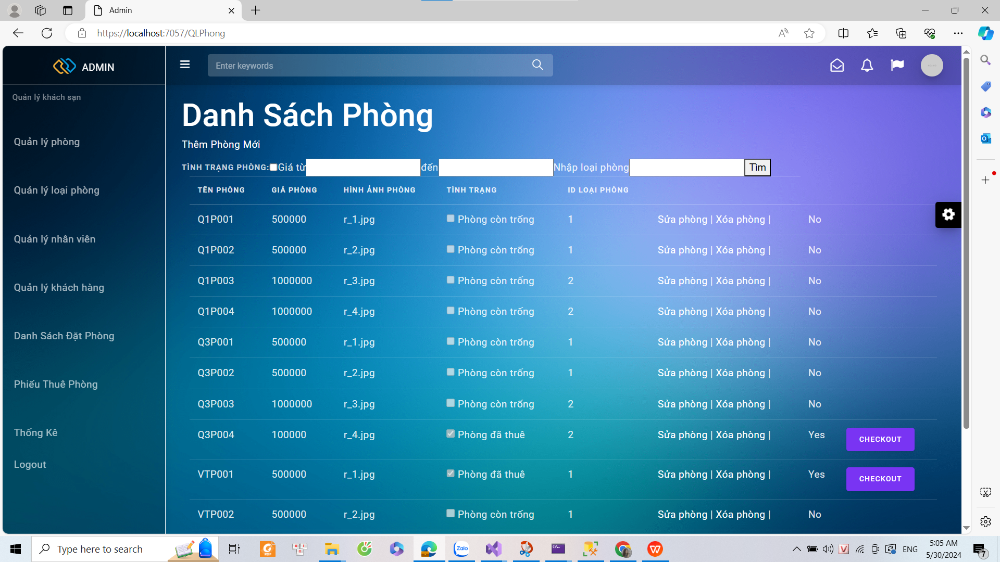 Admin
https://localhost:7057/QLPhong
ADMIN
Enter keywords
Quản lý khách sạn
Quản lý phòng
Quản lý loại phòng
Quản lý nhân viên
Quản lý khách hàng
Danh Sách Đặt Phòng
Phiếu Thuê Phòng
Thống Kê
Logout
Danh Sách Phòng
Thêm Phòng Mới
TÌNH TRẠNG PHÒNG: Giá từ đến Nhập loại phòng Tìm
TÊN PHÒNG GIÁ PHÒNG HÌNH ẢNH PHÒNG TÌNH TRẠNG ID LOẠI PHÒNG
Q1P001 500000 r_1.jpg Phòng còn trống 1 Sửa phòng | Xóa phòng | No
Q1P002 500000 r_2.jpg Phòng còn trống 1 Sửa phòng | Xóa phòng | No
Q1P003 1000000 r_3.jpg Phòng còn trống 2 Sửa phòng | Xóa phòng | No
Q1P004 1000000 r_4.jpg Phòng còn trống 2 Sửa phòng | Xóa phòng | No
Q3P001 500000 r_1.jpg Phòng còn trống 1 Sửa phòng | Xóa phòng | No
Q3P002 500000 r_2.jpg Phòng còn trống 1 Sửa phòng | Xóa phòng | No
Q3P003 1000000 r_3.jpg Phòng còn trống 2 Sửa phòng | Xóa phòng | No
Q3P004 100000 r_4.jpg Phòng đã thuê 2 Sửa phòng | Xóa phòng | Yes CHECKOUT
VTP001 500000 r_1.jpg Phòng đã thuê 1 Sửa phòng | Xóa phòng | Yes CHECKOUT
VTP002 500000 r_2.jpg Phòng còn trống 1 Sửa phòng | Xóa phòng | No
Type here to search
Zalo
ENG
5:05 AM
5/30/2024
7